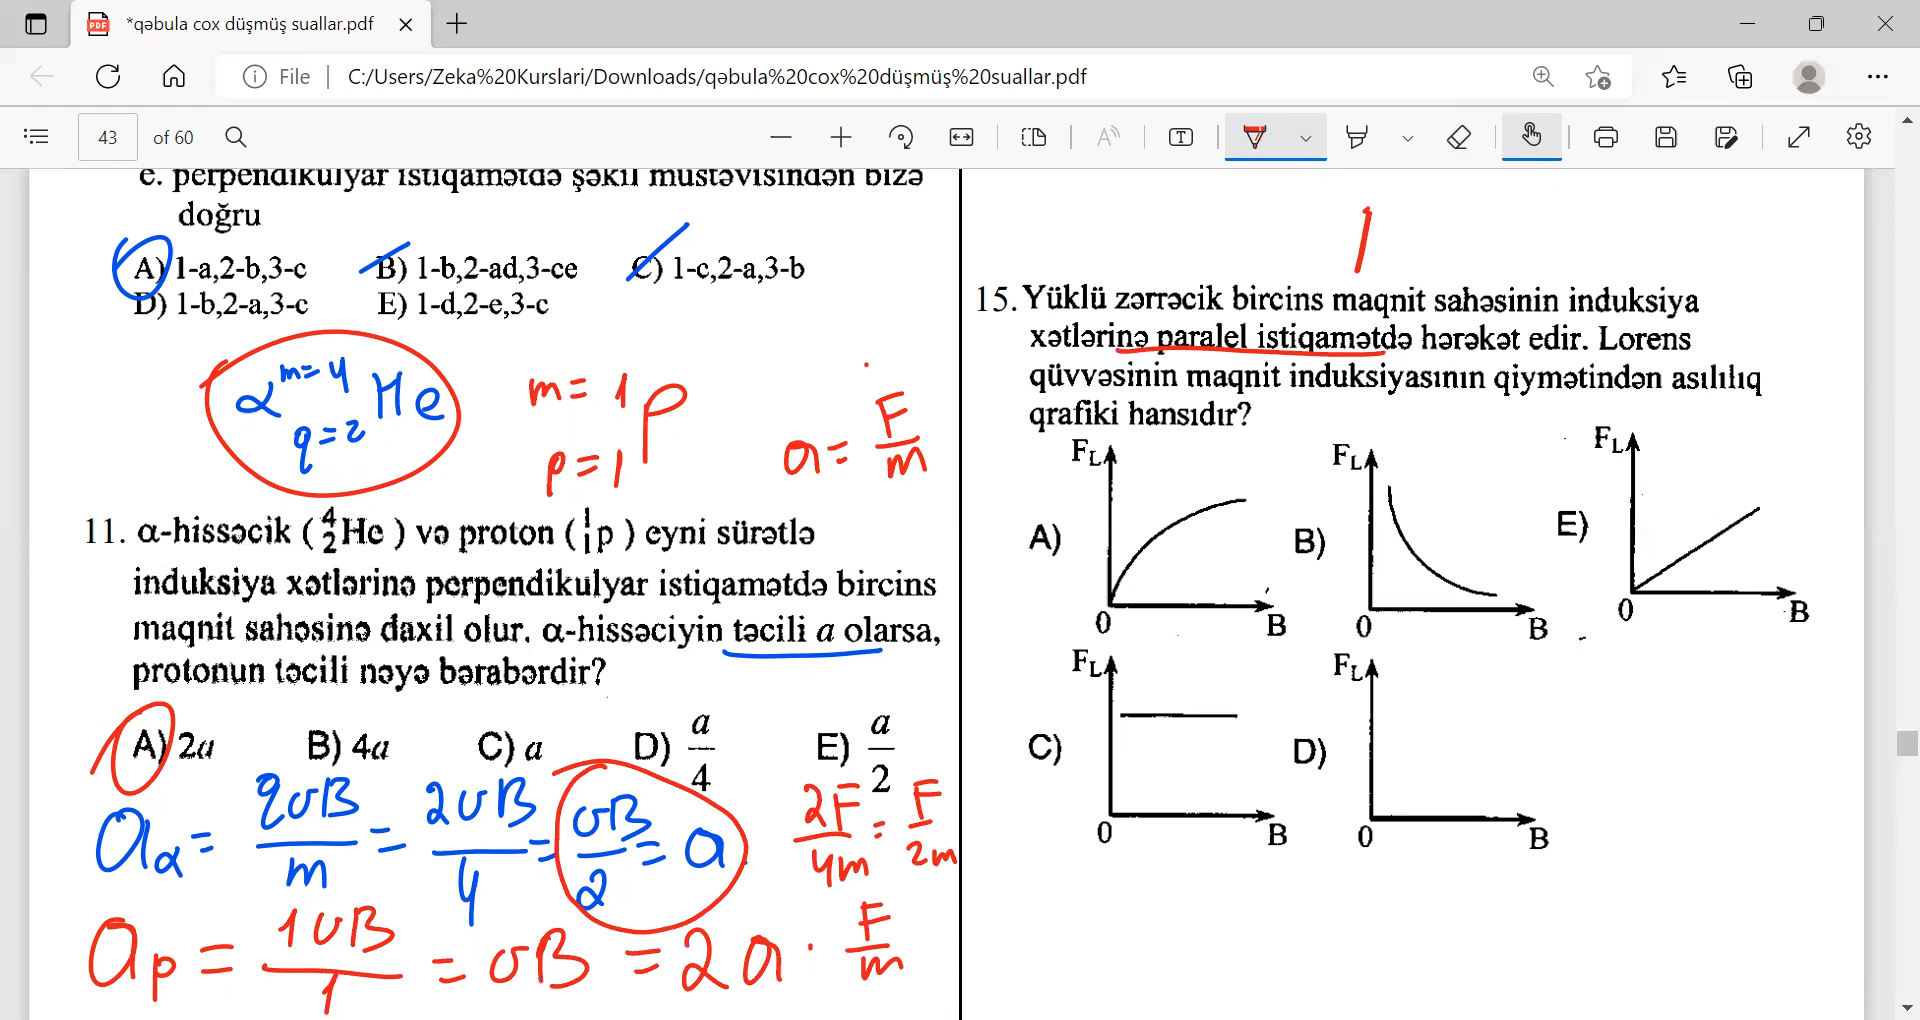 *qəbula cox düşmüş suallar.pdf
File | C:/Users/Zeka%20Kurslari/Downloads/qəbula%20cox%20düşmüş%20suallar.pdf
43 of 60
e. perpendikulyar istiqamətdə şəkil müstəvisindən bizə
doğru
A) 1-a,2-b,3-c B) 1-b,2-ad,3-ce C) 1-c,2-a,3-b
D) 1-b,2-a,3-c E) 1-d,2-e,3-c
α m=4 q=2 He
m=1 p=1 P
a = F/m
11. α-hissəcik (⁴₂He) və proton (¹₁p) eyni sürətlə
induksiya xətlərinə perpendikulyar istiqamətdə bircins
maqnit sahəsinə daxil olur. α-hissəciyin təcili a olarsa,
protonun təcili nəyə bərabərdir?
A) 2a B) 4a C) a D) a/4 E) a/2
aα = qυB/m = 2υB/4 = υB/2 = a
2F/4m = F/2m
ap = 1υB/1 = υB = 2a · F/m
15. Yüklü zərrəcik bircins maqnit sahəsinin induksiya
xətlərinə paralel istiqamətdə hərəkət edir. Lorens
qüvvəsinin maqnit induksiyasının qiymətindən asılılıq
qrafiki hansıdır?
A) FL 0 B
B) FL 0 B
E) FL 0 B
C) FL 0 B
D) FL 0 B